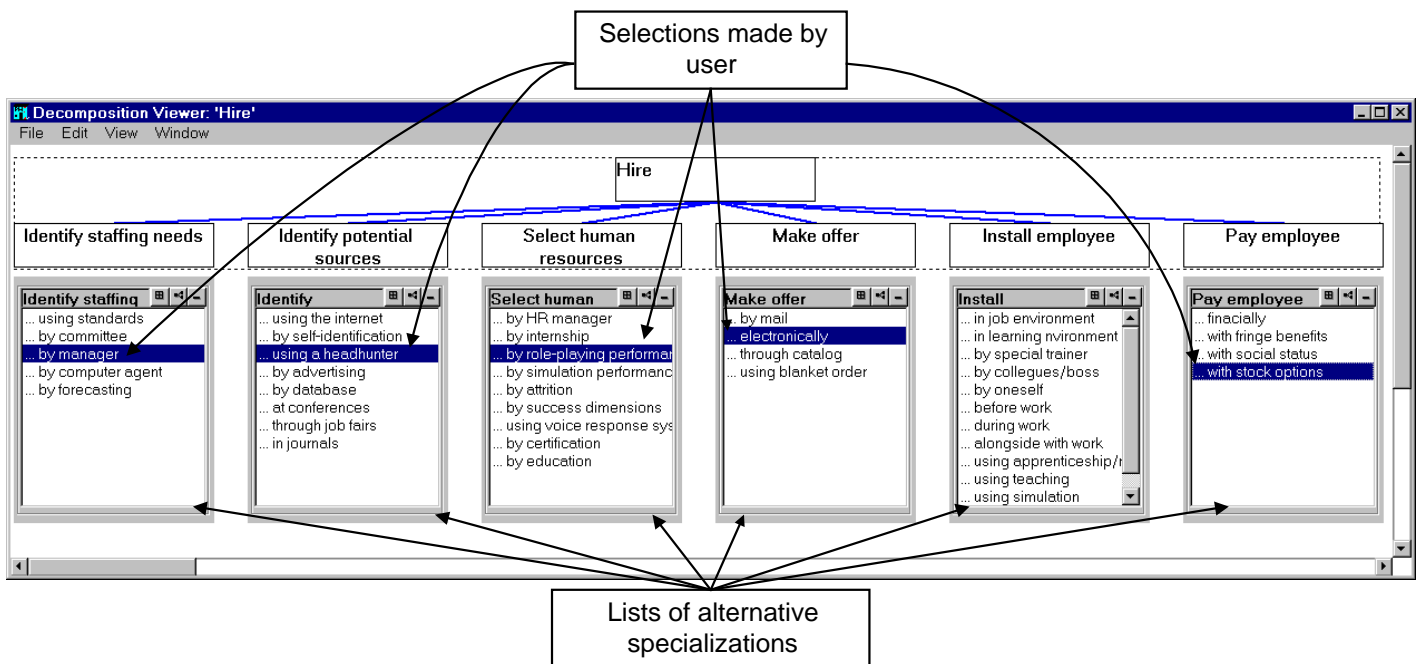 Selections made by
user
Decomposition Viewer: 'Hire'
File Edit View Window
Hire
Identify staffing needs
Identify potential
sources
Select human
resources
Make offer
Install employee
Pay employee
Identify staffing
... using standards
... by committee
... by manager
... by computer agent
... by forecasting
Identify
... using the internet
... by self-identification
... using a headhunter
... by advertising
... by database
... at conferences
... through job fairs
... in journals
Select human
... by HR manager
... by internship
... by role-playing performar
... by simulation performanc
... by attrition
... by success dimensions
... using voice response sys
... by certification
... by education
Make offer
... by mail
... electronically
... through catalog
... using blanket order
Install
... in job environment
... in learning nvironment
... by special trainer
... by collegues/boss
... by oneself
... before work
... during work
... alongside with work
... using apprenticeship/r
... using teaching
... using simulation
Pay employee
... finacially
... with fringe benefits
... with social status
... with stock options
Lists of alternative
specializations